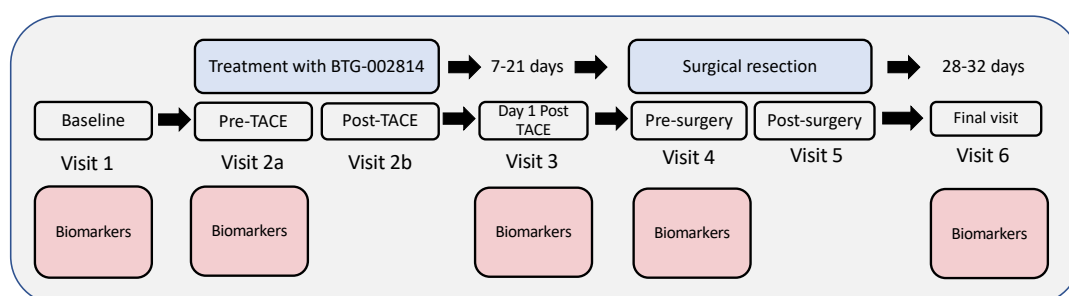 Treatment with BTG-002814
7-21 days
Surgical resection
28-32 days
Baseline
Pre-TACE
Post-TACE
Day 1 Post
TACE
Pre-surgery
Post-surgery
Final visit
Visit 1
Visit 2a
Visit 2b
Visit 3
Visit 4
Visit 5
Visit 6
Biomarkers
Biomarkers
Biomarkers
Biomarkers
Biomarkers